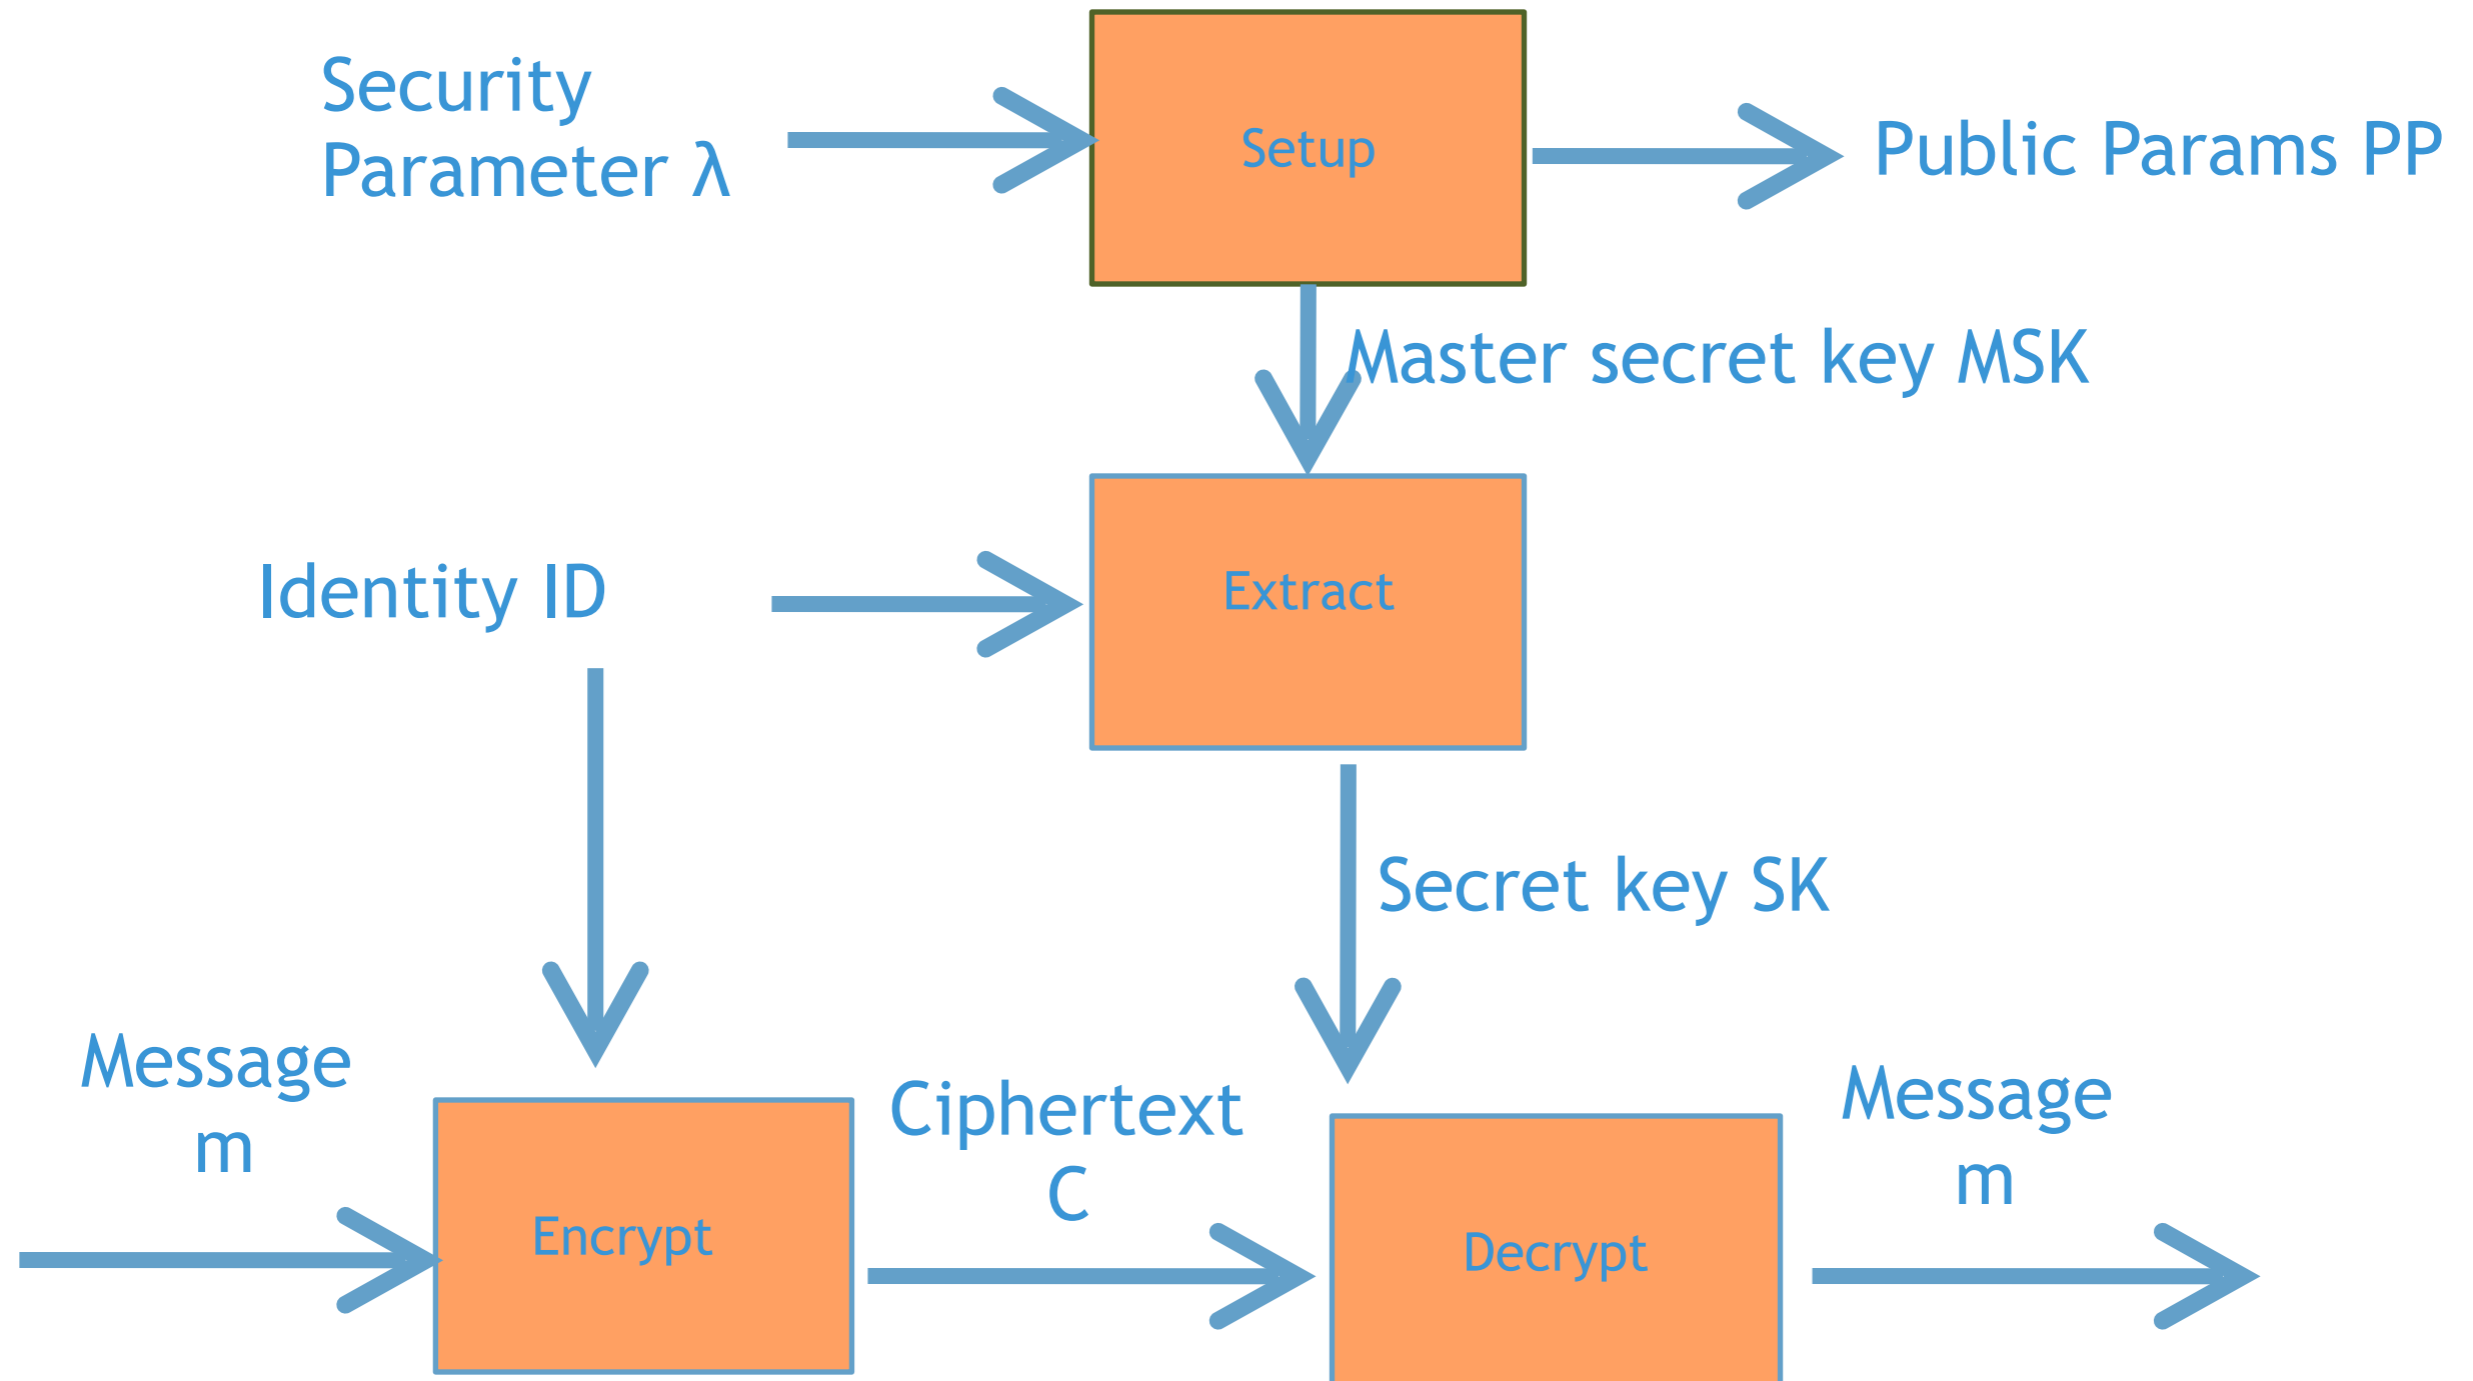 Security
Parameter λ
Setup
Public Params PP
Master secret key MSK
Identity ID
Extract
Secret key SK
Message
m
Encrypt
Ciphertext
C
Decrypt
Message
m